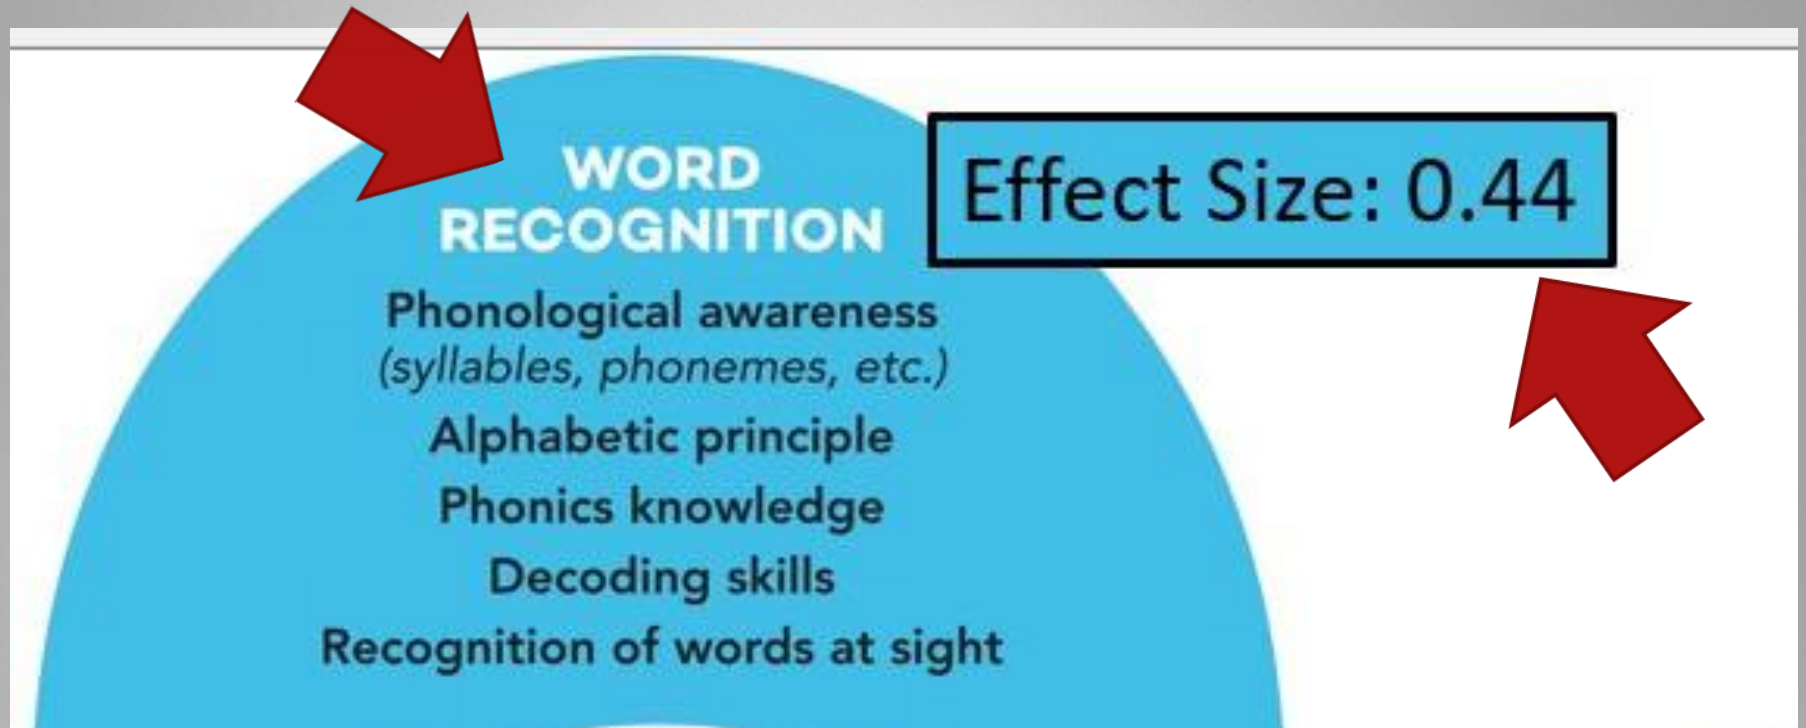 WORD
RECOGNITION
Effect Size: 0.44
Phonological awareness
(syllables, phonemes, etc.)
Alphabetic principle
Phonics knowledge
Decoding skills
Recognition of words at sight